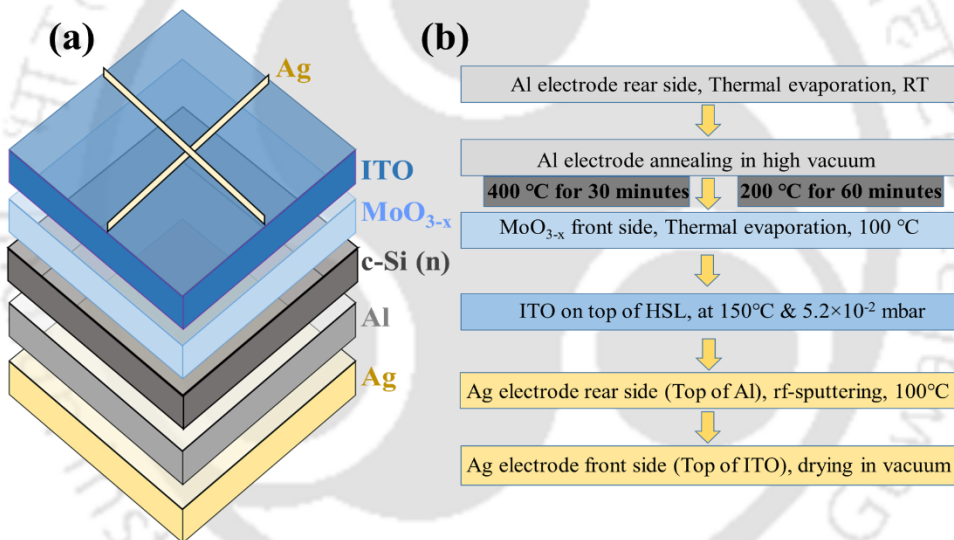 (a)
Ag
ITO
MoO3-x
c-Si (n)
Al
Ag
(b)
Al electrode rear side, Thermal evaporation, RT
Al electrode annealing in high vacuum
400 °C for 30 minutes
200 °C for 60 minutes
MoO3-x front side, Thermal evaporation, 100 °C
ITO on top of HSL, at 150°C & 5.2×10-2 mbar
Ag electrode rear side (Top of Al), rf-sputtering, 100°C
Ag electrode front side (Top of ITO), drying in vacuum